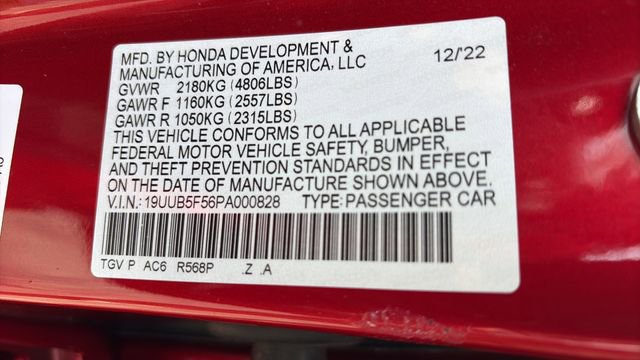 MFD. BY HONDA DEVELOPMENT & 12/'22
MANUFACTURING OF AMERICA, LLC
GVWR 2180KG (4806LBS)
GAWR F 1160KG (2557LBS)
GAWR R 1050KG (2315LBS)
THIS VEHICLE CONFORMS TO ALL APPLICABLE
FEDERAL MOTOR VEHICLE SAFETY, BUMPER,
AND THEFT PREVENTION STANDARDS IN EFFECT
ON THE DATE OF MANUFACTURE SHOWN ABOVE.
V.I.N.: 19UUB5F56PA000828 TYPE: PASSENGER CAR
TGV P AC6 R568P .Z .A